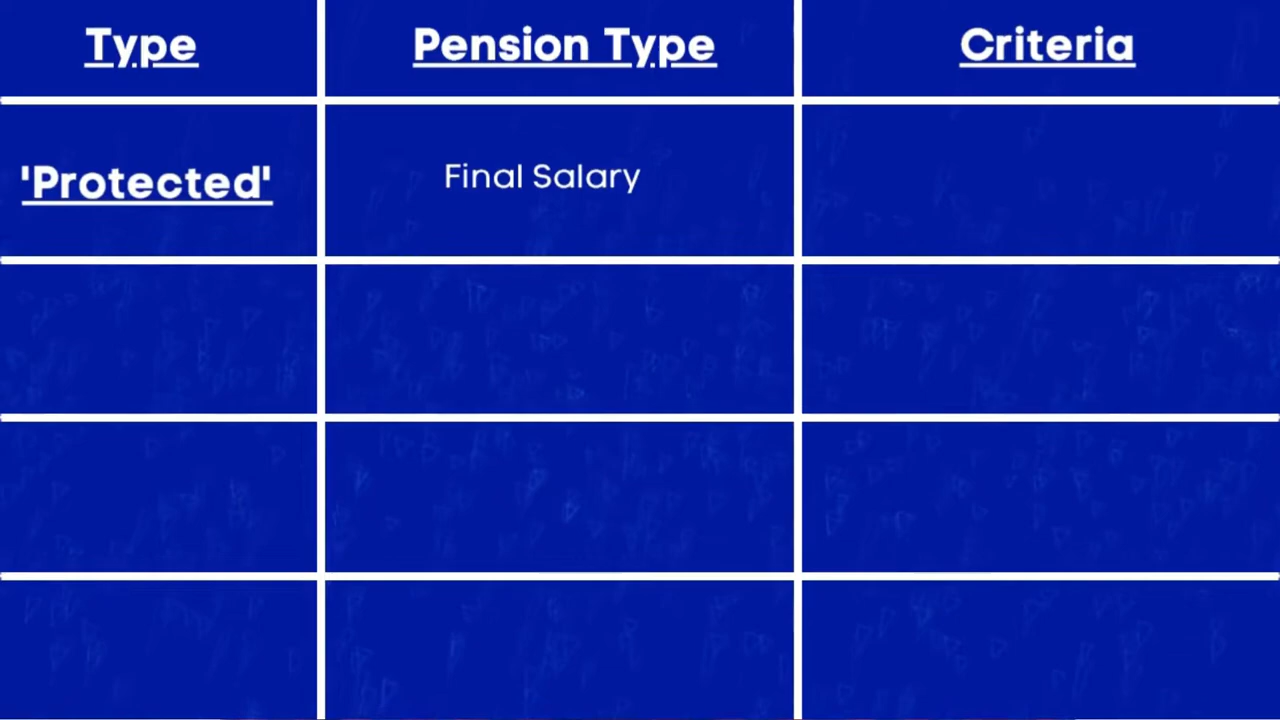 Type
Pension Type
Criteria
'Protected'
Final Salary